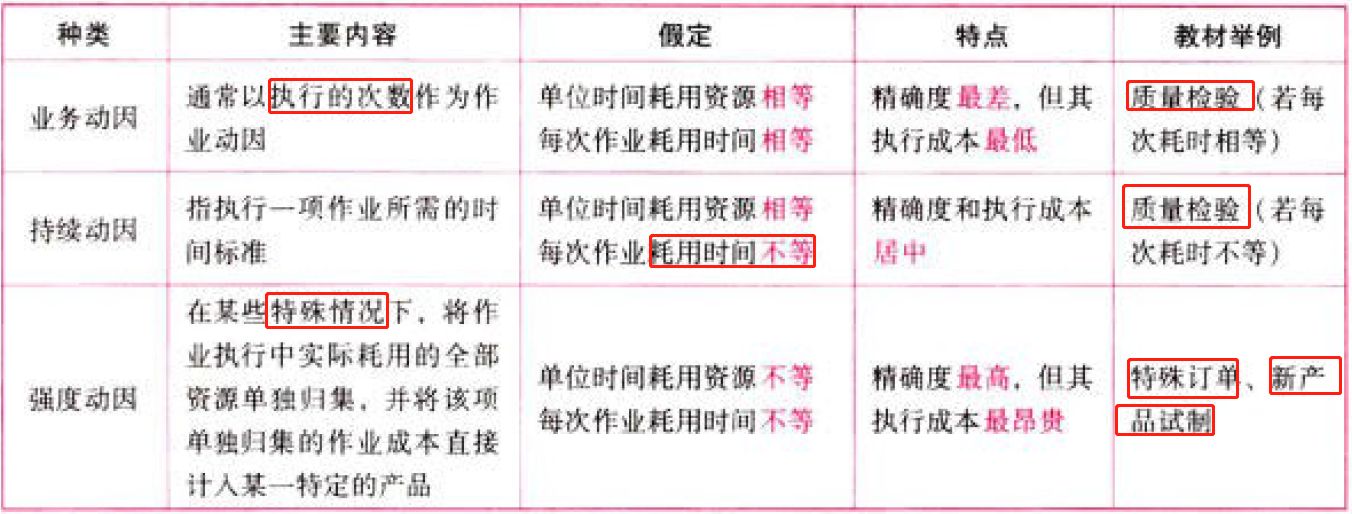 种类
主要内容
假定
特点
教材举例
业务动因
通常以执行的次数作为作
业动因
单位时间耗用资源相等
每次作业耗用时间相等
精确度最差，但其
执行成本最低
质量检验（若每
次耗时相等）
持续动因
指执行一项作业所需的时
间标准
单位时间耗用资源相等
每次作业耗用时间不等
精确度和执行成本
居中
质量检验（若每
次耗时不等）
强度动因
在某些特殊情况下，将作
业执行中实际耗用的全部
资源单独归集，并将该项
单独归集的作业成本直接
计入某一特定的产品
单位时间耗用资源不等
每次作业耗用时间不等
精确度最高，但其
执行成本最昂贵
特殊订单、新产
品试制